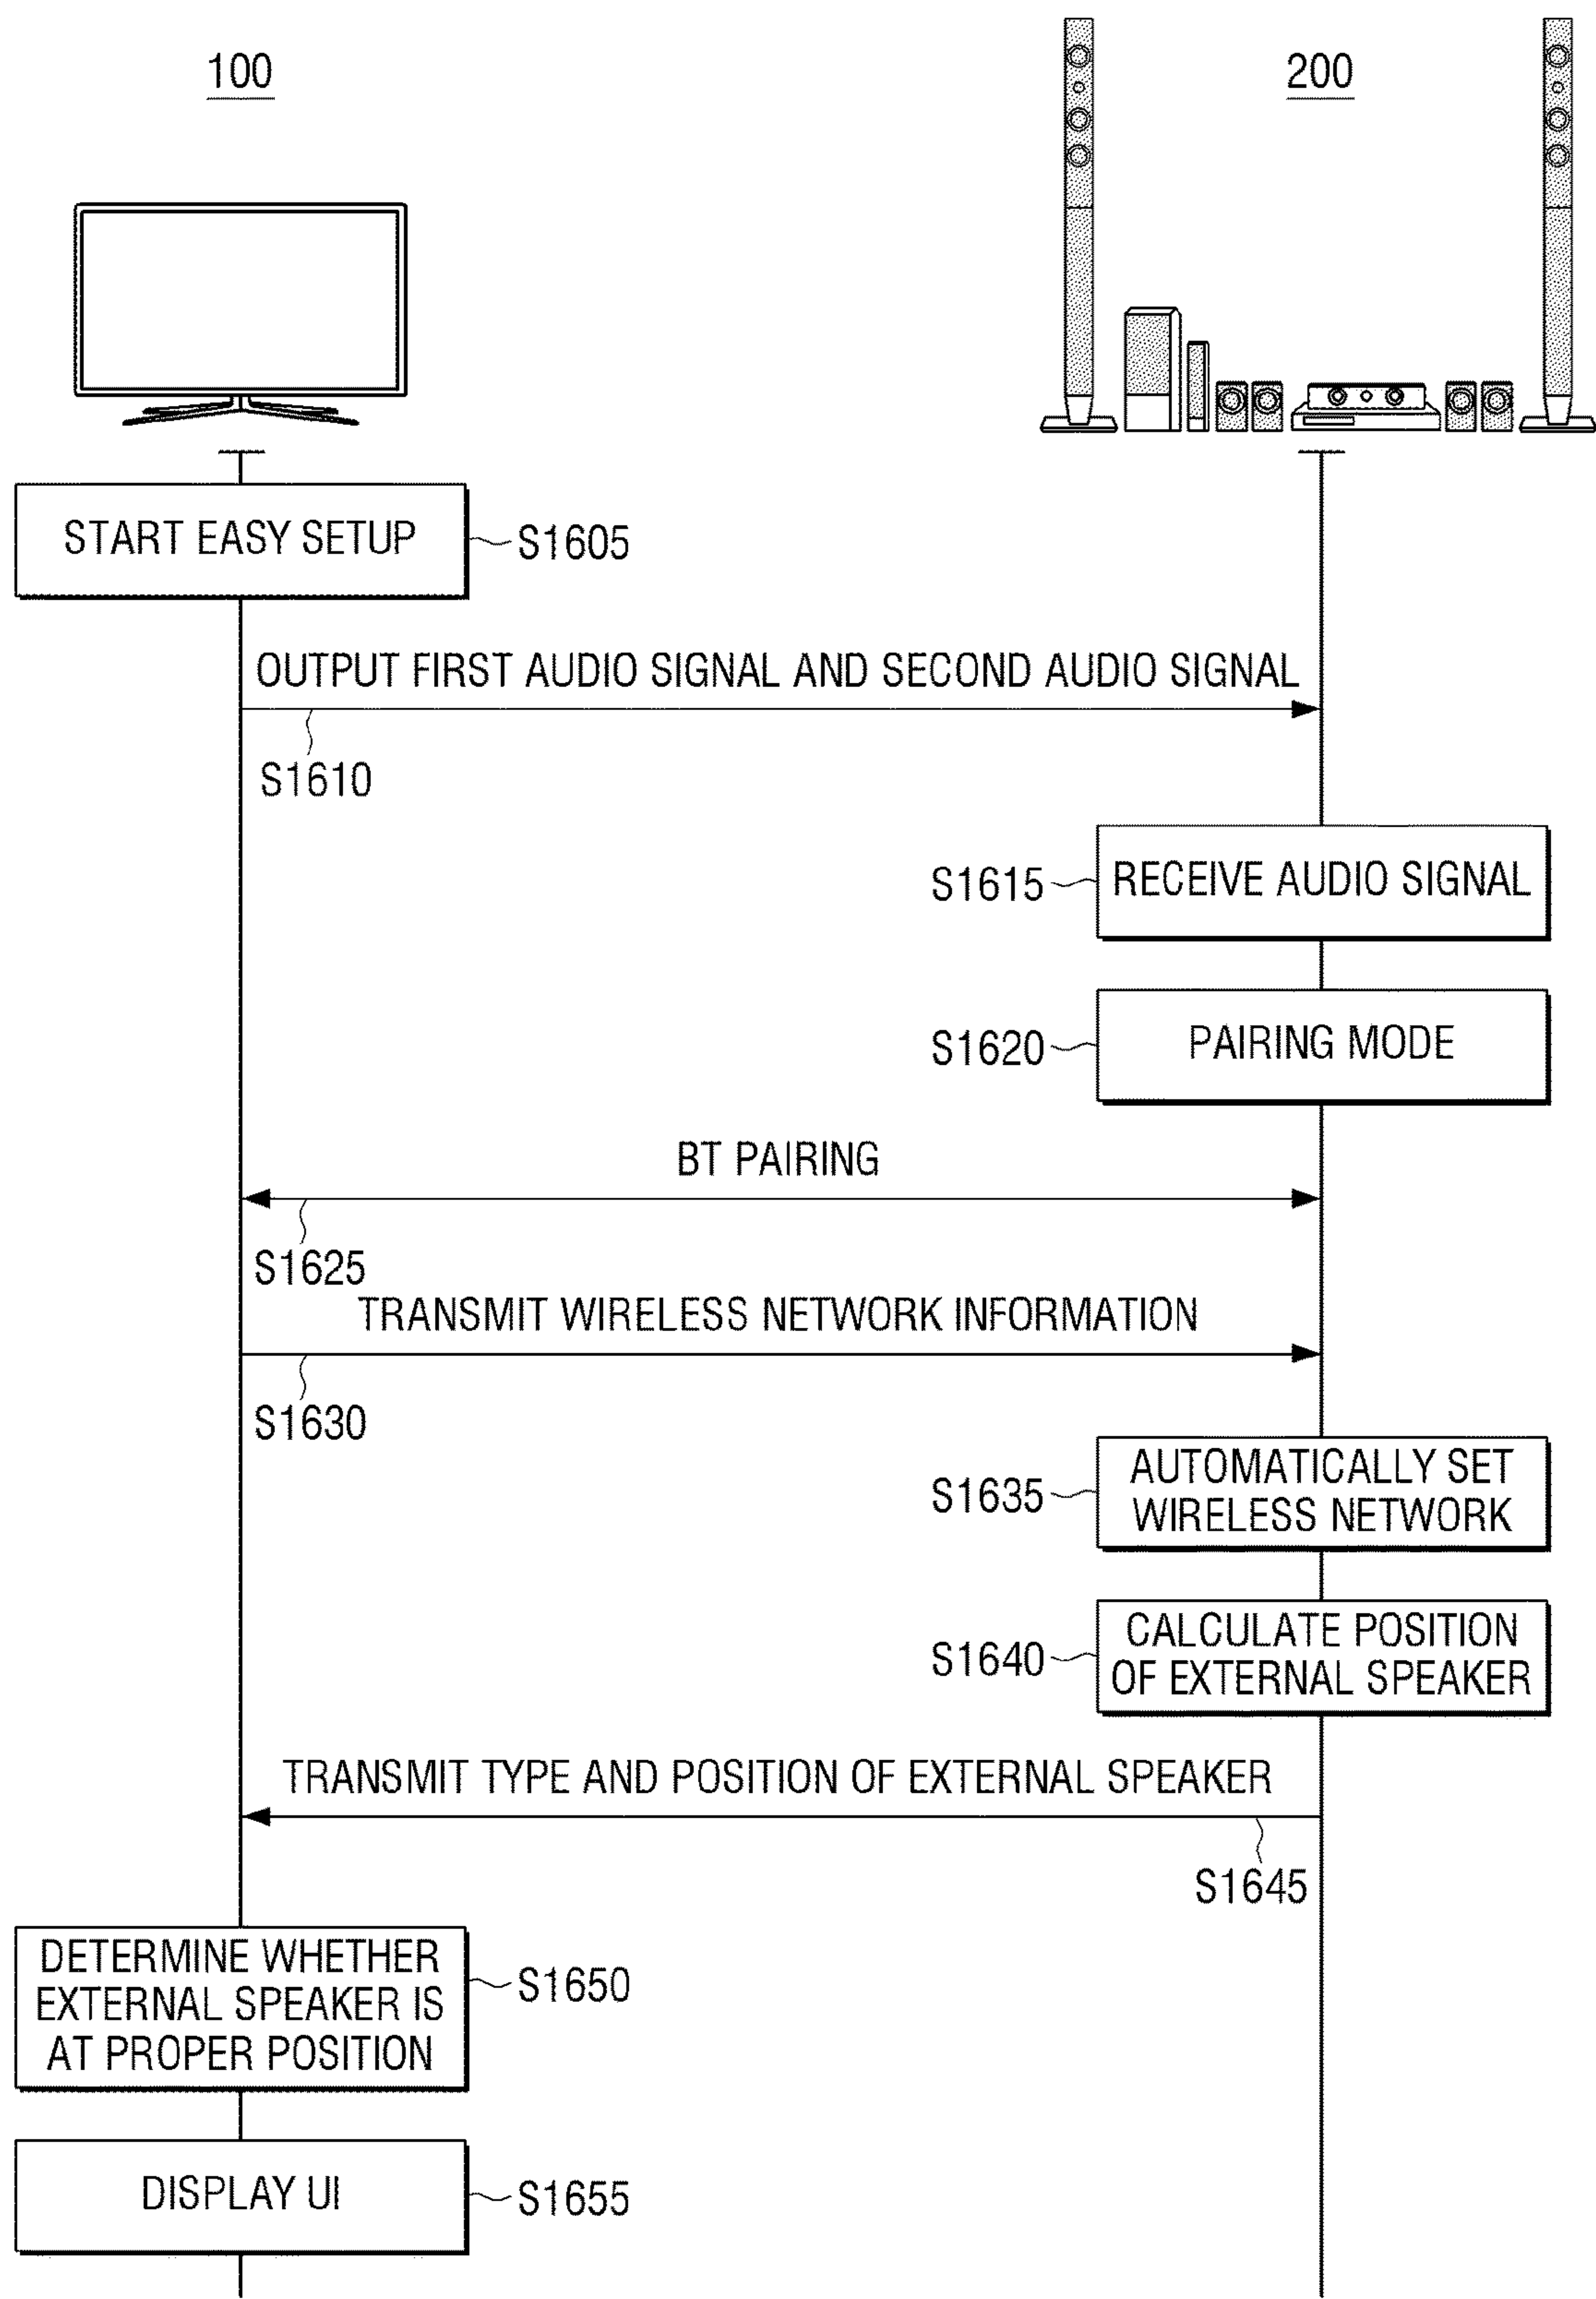 100
200
START EASY SETUP
S1605
OUTPUT FIRST AUDIO SIGNAL AND SECOND AUDIO SIGNAL
S1610
S1615
RECEIVE AUDIO SIGNAL
S1620
PAIRING MODE
BT PAIRING
S1625
TRANSMIT WIRELESS NETWORK INFORMATION
S1630
S1635
AUTOMATICALLY SET
WIRELESS NETWORK
S1640
CALCULATE POSITION
OF EXTERNAL SPEAKER
TRANSMIT TYPE AND POSITION OF EXTERNAL SPEAKER
S1645
DETERMINE WHETHER
EXTERNAL SPEAKER IS
AT PROPER POSITION
S1650
DISPLAY UI
S1655